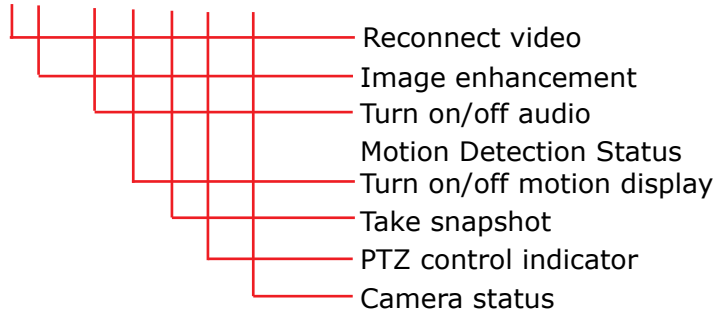 Reconnect video
Image enhancement
Turn on/off audio
Motion Detection Status
Turn on/off motion display
Take snapshot
PTZ control indicator
Camera status